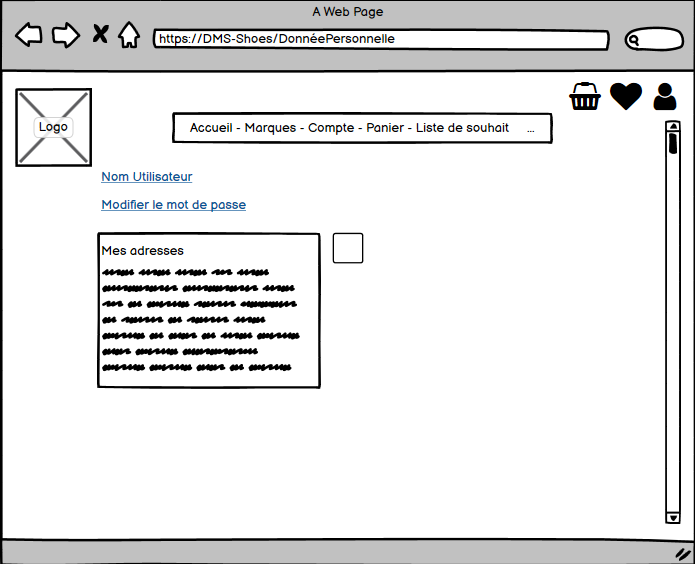 A Web Page
https://DMS-Shoes/DonnéePersonnelle
Logo
Accueil - Marques - Compte - Panier - Liste de souhait ...
Nom Utilisateur
Modifier le mot de passe
Mes adresses